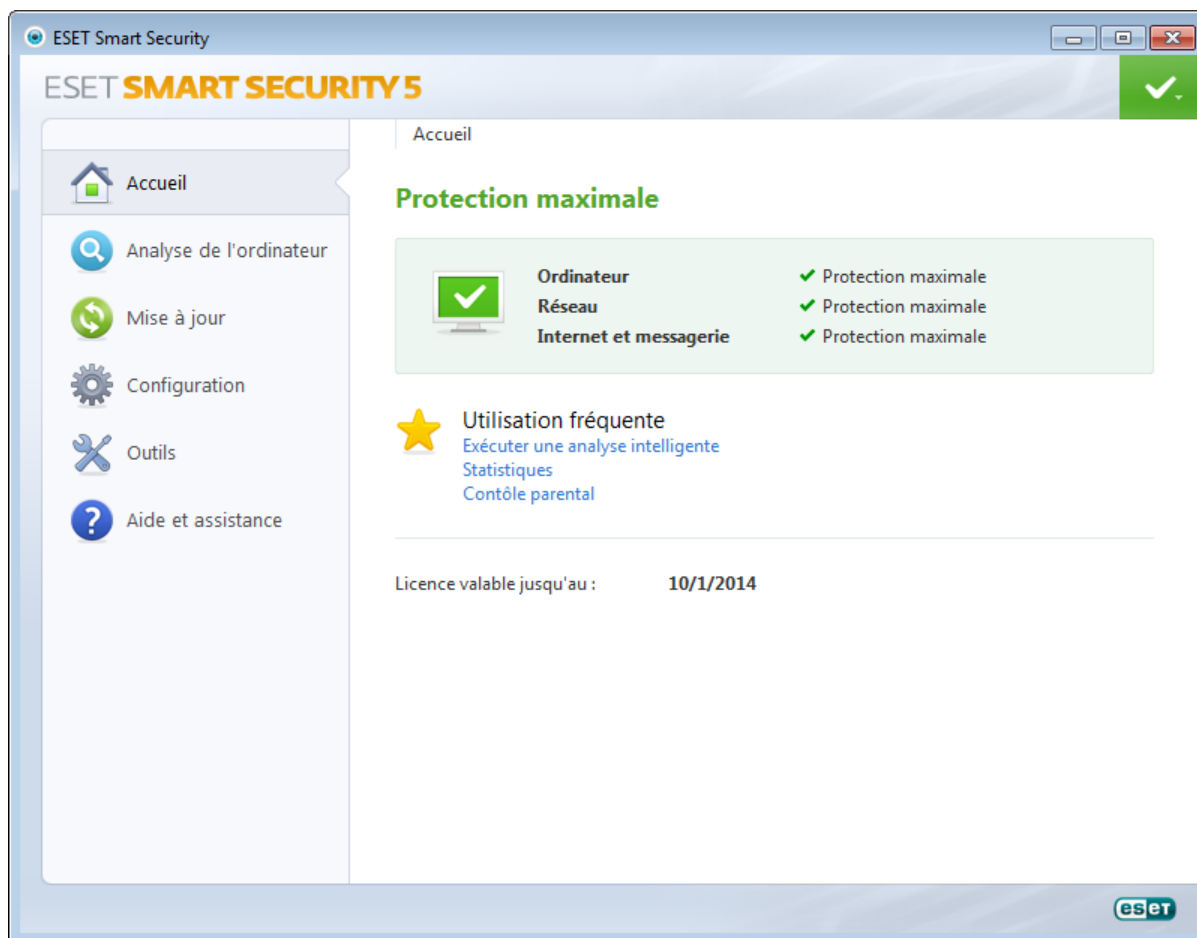 ESET Smart Security
ESET SMART SECURITY 5
Accueil
Analyse de l'ordinateur
Mise à jour
Configuration
Outils
Aide et assistance
Accueil
Protection maximale
Ordinateur ✔ Protection maximale
Réseau ✔ Protection maximale
Internet et messagerie ✔ Protection maximale
Utilisation fréquente
Exécuter une analyse intelligente
Statistiques
Contôle parental
Licence valable jusqu'au : 10/1/2014
eset